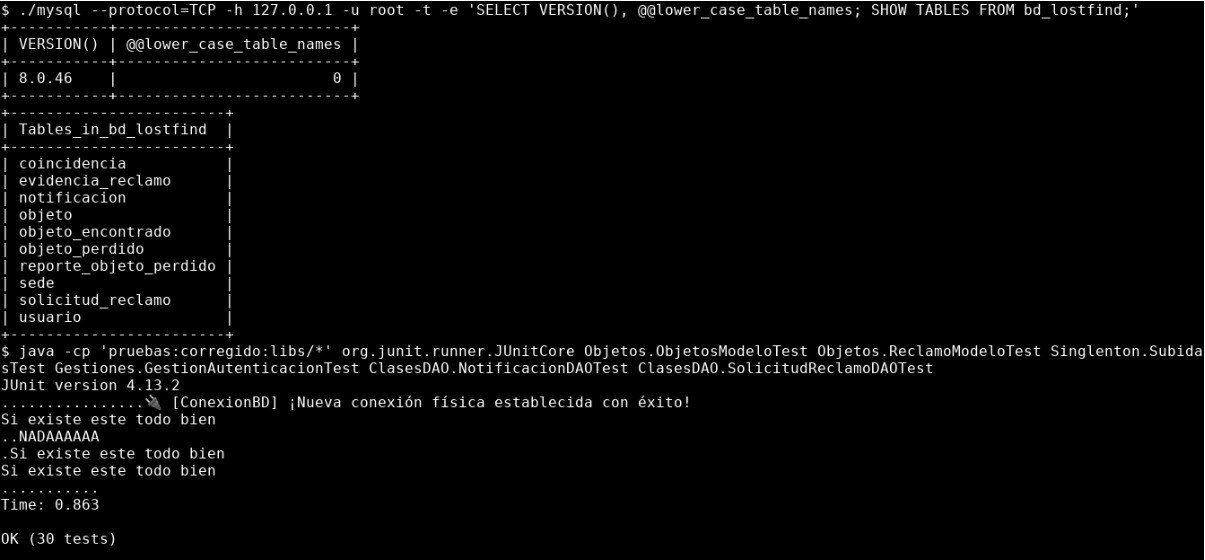 $ ./mysql --protocol=TCP -h 127.0.0.1 -u root -t -e 'SELECT VERSION(), @@lower_case_table_names; SHOW TABLES FROM bd_lostfind;'
+-----------+--------------------------+
| VERSION() | @@lower_case_table_names |
+-----------+--------------------------+
| 8.0.46    |                        0 |
+-----------+--------------------------+
+------------------------+
| Tables_in_bd_lostfind  |
+------------------------+
| coincidencia           |
| evidencia_reclamo      |
| notificacion           |
| objeto                 |
| objeto_encontrado      |
| objeto_perdido         |
| reporte_objeto_perdido |
| sede                   |
| solicitud_reclamo      |
| usuario                |
+------------------------+
$ java -cp 'pruebas:corregido:libs/*' org.junit.runner.JUnitCore Objetos.ObjetosModeloTest Objetos.ReclamoModeloTest Singlenton.Subida
sTest Gestiones.GestionAutenticacionTest ClasesDAO.NotificacionDAOTest ClasesDAO.SolicitudReclamoDAOTest
JUnit version 4.13.2
................🔌 [ConexionBD] ¡Nueva conexión física establecida con éxito!
Si existe este todo bien
..NADAAAAAA
.Si existe este todo bien
Si existe este todo bien
...........
Time: 0.863

OK (30 tests)